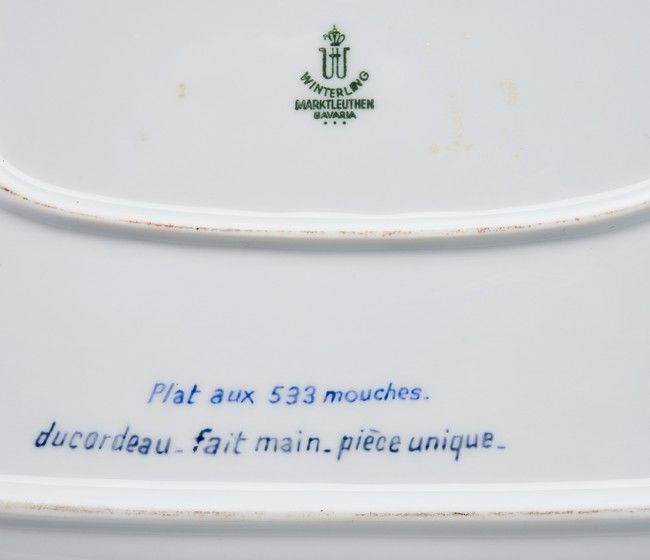 W
WINTERLING
MARKTLEUTHEN
BAVARIA
Plat aux 533 mouches.
ducordeau_ fait main_ pièce unique_